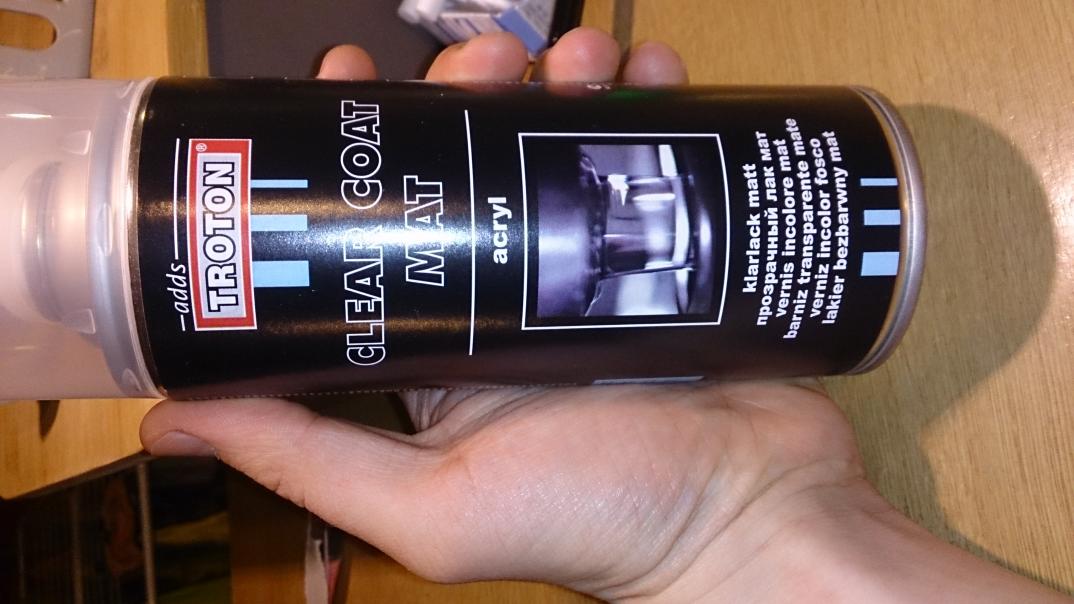 adds
TROTON®
CLEAR COAT
MAT
acryl
klarlack matt
прозрачный лак мат
vernis incolore mat
barniz transparente mate
verniz incolor fosco
lakier bezbarwny mat